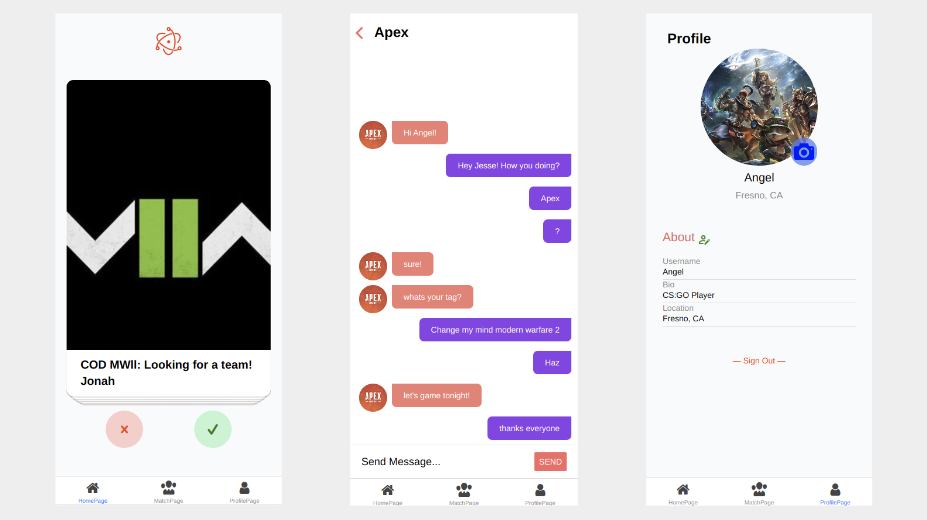 COD MWll: Looking for a team!
Jonah
HomePage
MatchPage
ProfilePage
Apex
APEX
Hi Angel!
Hey Jesse! How you doing?
Apex
?
APEX
sure!
APEX
whats your tag?
Change my mind modern warfare 2
Haz
APEX
let's game tonight!
thanks everyone
Send Message...
SEND
HomePage
MatchPage
ProfilePage
Profile
Angel
Fresno, CA
About
Username
Angel
Bio
CS:GO Player
Location
Fresno, CA
— Sign Out —
HomePage
MatchPage
ProfilePage